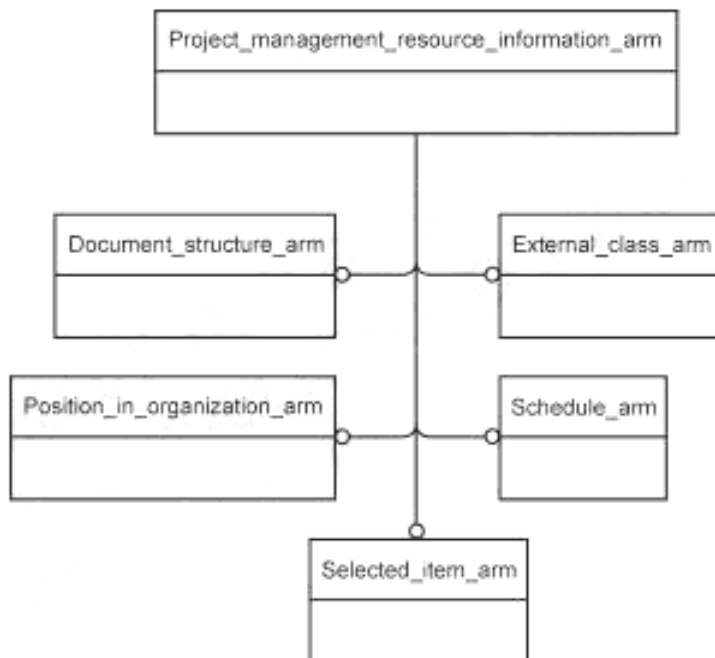 Project_management_resource_information_arm
Document_structure_arm
External_class_arm
Position_in_organization_arm
Schedule_arm
Selected_item_arm